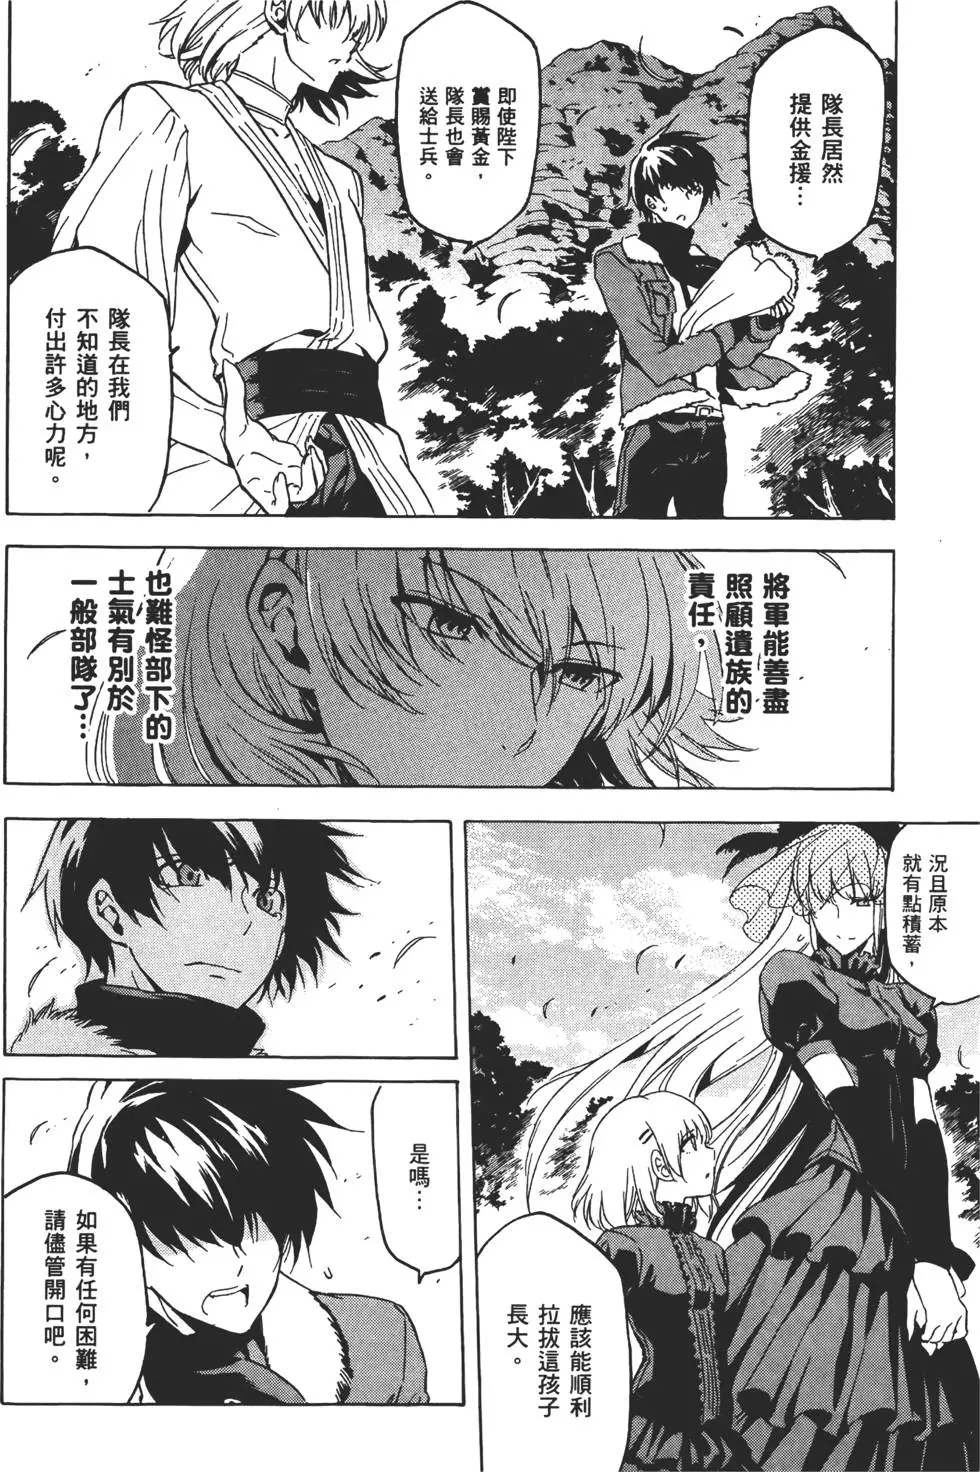 隊長居然
提供金援…
即使陛下
賞賜黃金，
隊長也會
送給士兵。
隊長在我們
不知道的地方，
付出許多心力呢。
將軍能善盡
照顧遺族的
責任，
也難怪部下的
士氣有別於
一般部隊了…
況且原本
就有點積蓄，
應該能順利
拉拔這孩子
長大。
是嗎…
如果有任何困難，
請儘管開口吧。